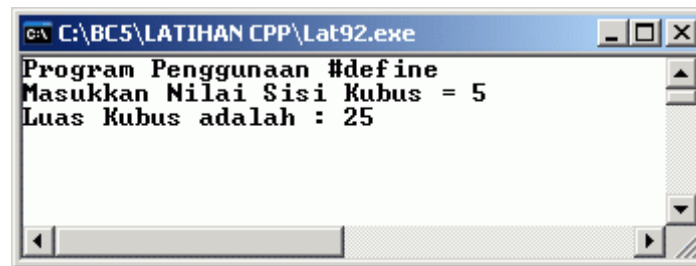 C:\BC5\LATIHAN CPP\Lat92.exe
Program Penggunaan #define
Masukkan Nilai Sisi Kubus = 5
Luas Kubus adalah : 25